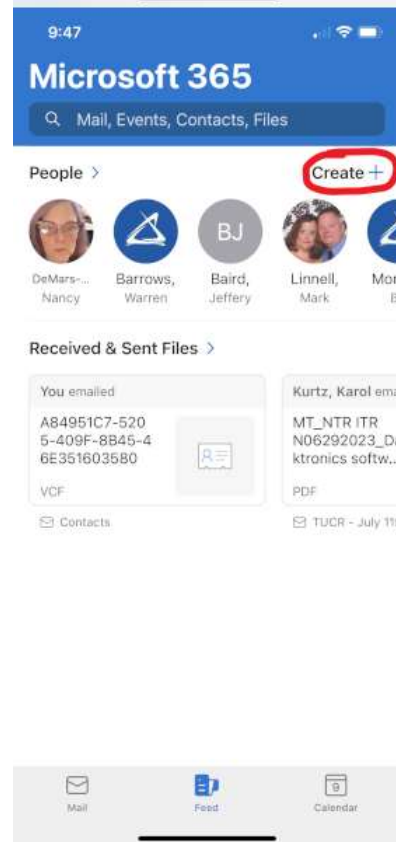 9:47
Microsoft 365
Mail, Events, Contacts, Files
People >
Create +
BJ
DeMars-...
Nancy
Barrows,
Warren
Baird,
Jeffery
Linnell,
Mark
Received & Sent Files >
You emailed
A84951C7-520
5-409F-8B45-4
6E351603580
VCF
Contacts
Kurtz, Karol
MT_NTR ITR
ktronics softw...
PDF
TUCR - July
Mail
Feed
9
Calendar